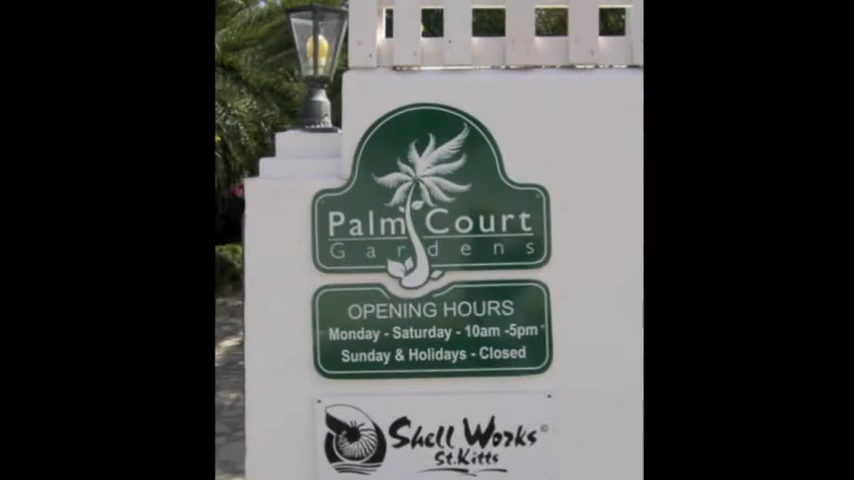 Palm Court
Gardens
OPENING HOURS
Monday - Saturday - 10am -5pm
Sunday & Holidays - Closed
Shell Works©
St.Kitts